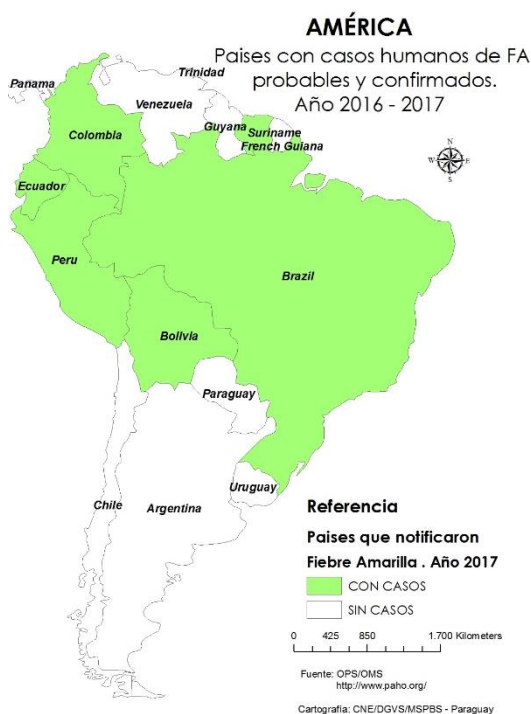 AMÉRICA
Paises con casos humanos de FA
probables y confirmados.
Año 2016 - 2017
Panama
Trinidad
Venezuela
Guyana
Suriname
French Guiana
Colombia
Ecuador
Peru
Brazil
Bolivia
Paraguay
Uruguay
Chile
Argentina
N
W
E
S
Referencia
Paises que notificaron
Fiebre Amarilla . Año 2017
CON CASOS
SIN CASOS
0 425 850 1.700 Kilometers
Fuente: OPS/OMS
http://www.paho.org/
Cartografía: CNE/DGVS/MSPBS - Paraguay